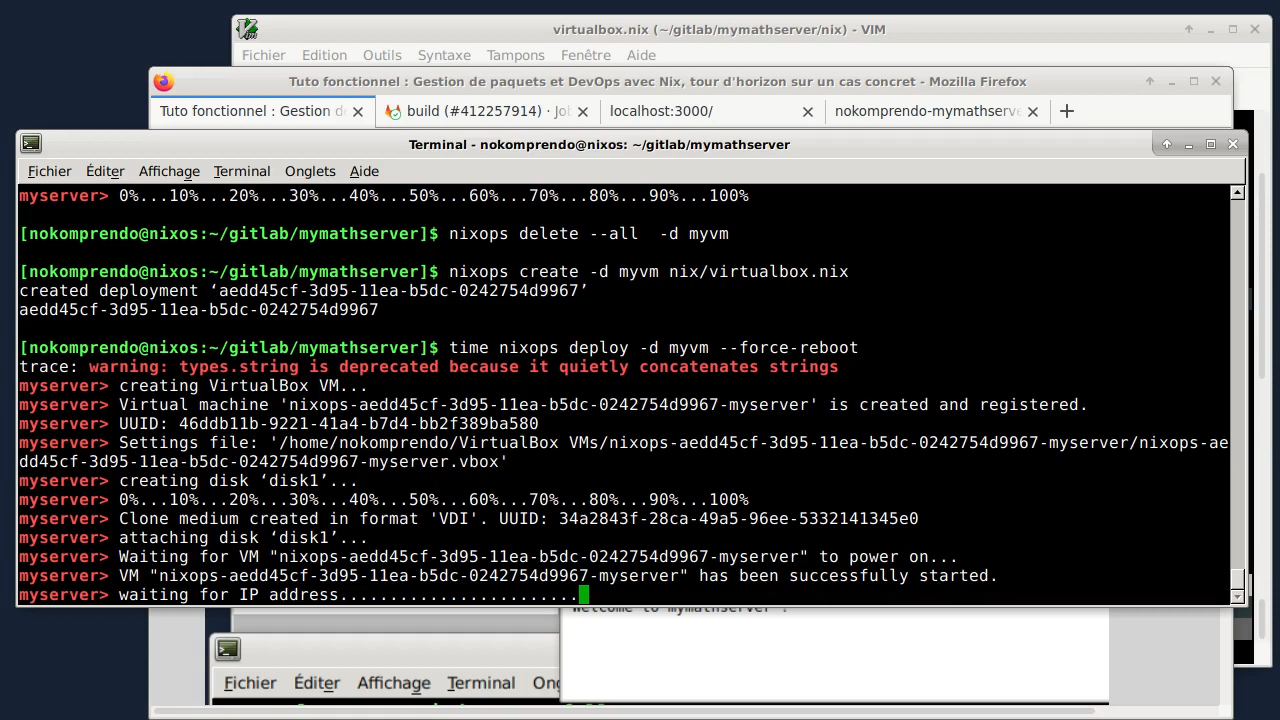 virtualbox.nix (~/gitlab/mymathserver/nix) - VIM
Fichier Edition Outils Syntaxe Tampons Fenêtre Aide
Tuto fonctionnel : Gestion de paquets et DevOps avec Nix, tour d'horizon sur un cas concret - Mozilla Firefox
Tuto fonctionnel : Gestion de build (#412257914) · Job localhost:3000/ nokomprendo-mymathserve
Terminal - nokomprendo@nixos: ~/gitlab/mymathserver
Fichier Éditer Affichage Terminal Onglets Aide
myserver> 0%...10%...20%...30%...40%...50%...60%...70%...80%...90%...100%
[nokomprendo@nixos:~/gitlab/mymathserver]$ nixops delete --all  -d myvm
[nokomprendo@nixos:~/gitlab/mymathserver]$ nixops create -d myvm nix/virtualbox.nix
created deployment ‘aedd45cf-3d95-11ea-b5dc-0242754d9967’
aedd45cf-3d95-11ea-b5dc-0242754d9967
[nokomprendo@nixos:~/gitlab/mymathserver]$ time nixops deploy -d myvm --force-reboot
trace: warning: types.string is deprecated because it quietly concatenates strings
myserver> creating VirtualBox VM...
myserver> Virtual machine 'nixops-aedd45cf-3d95-11ea-b5dc-0242754d9967-myserver' is created and registered.
myserver> UUID: 46ddb11b-9221-41a4-b7d4-bb2f389ba580
myserver> Settings file: '/home/nokomprendo/VirtualBox VMs/nixops-aedd45cf-3d95-11ea-b5dc-0242754d9967-myserver/nixops-ae
dd45cf-3d95-11ea-b5dc-0242754d9967-myserver.vbox'
myserver> creating disk ‘disk1’...
myserver> 0%...10%...20%...30%...40%...50%...60%...70%...80%...90%...100%
myserver> Clone medium created in format 'VDI'. UUID: 34a2843f-28ca-49a5-96ee-5332141345e0
myserver> attaching disk ‘disk1’...
myserver> Waiting for VM "nixops-aedd45cf-3d95-11ea-b5dc-0242754d9967-myserver" to power on...
myserver> VM "nixops-aedd45cf-3d95-11ea-b5dc-0242754d9967-myserver" has been successfully started.
myserver> waiting for IP address........................
Welcome to mymathserver !
Fichier Éditer Affichage Terminal Ong